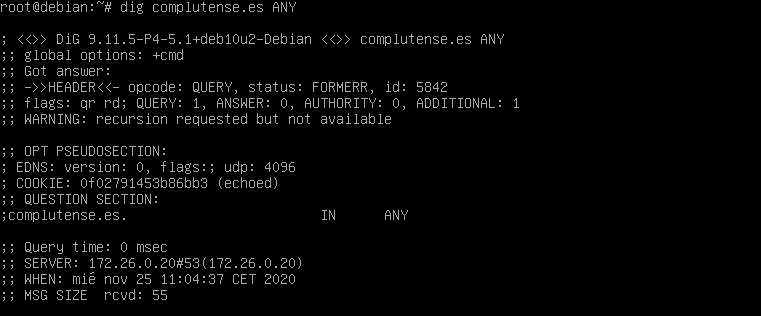 root@debian:~# dig complutense.es ANY
; <<>> DiG 9.11.5-P4-5.1+deb10u2-Debian <<>> complutense.es ANY
;; global options: +cmd
;; Got answer:
;; ->>HEADER<<- opcode: QUERY, status: FORMERR, id: 5842
;; flags: qr rd; QUERY: 1, ANSWER: 0, AUTHORITY: 0, ADDITIONAL: 1
;; WARNING: recursion requested but not available
;; OPT PSEUDOSECTION:
; EDNS: version: 0, flags:; udp: 4096
; COOKIE: 0f02791453b86bb3 (echoed)
;; QUESTION SECTION:
;complutense.es. IN ANY
;; Query time: 0 msec
;; SERVER: 172.26.0.20#53(172.26.0.20)
;; WHEN: mié nov 25 11:04:37 CET 2020
;; MSG SIZE rcvd: 55